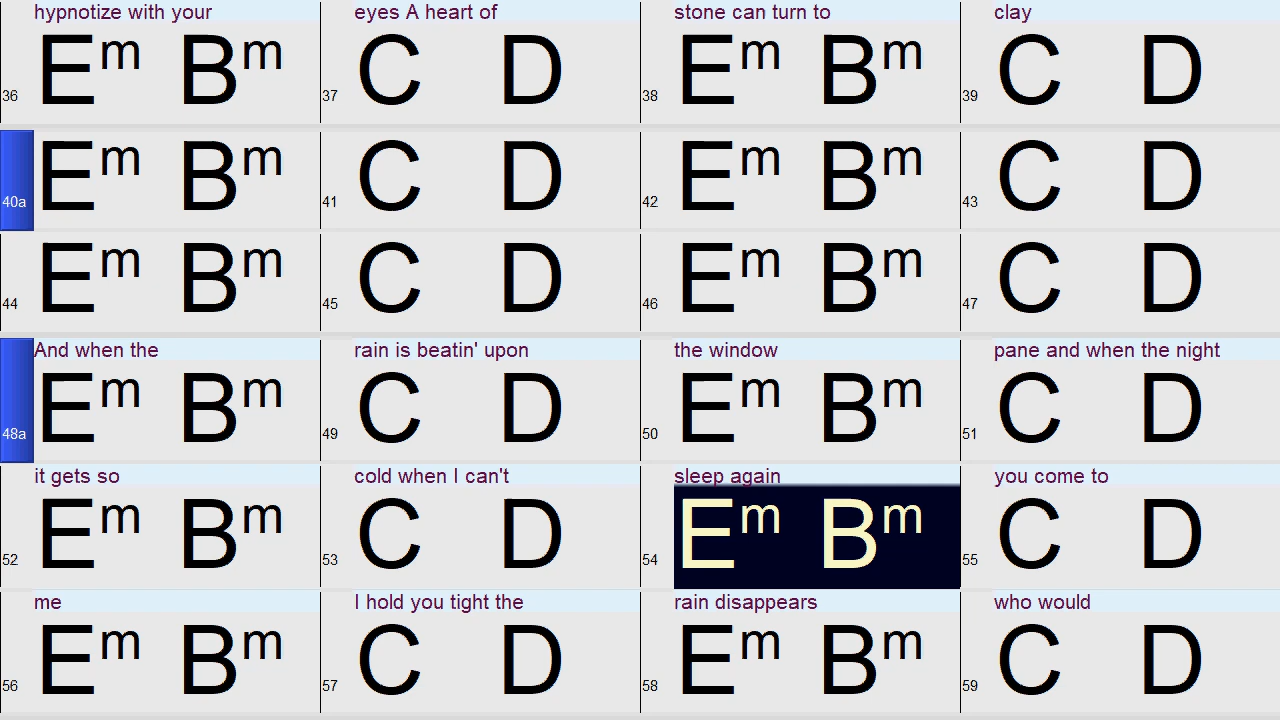 hypnotize with your eyes A heart of stone can turn to clay
36 Em Bm 37 C D 38 Em Bm 39 C D
40a Em Bm 41 C D 42 Em Bm 43 C D
44 Em Bm 45 C D 46 Em Bm 47 C D
And when the rain is beatin' upon the window pane and when the night
48a Em Bm 49 C D 50 Em Bm 51 C D
it gets so cold when I can't sleep again you come to
52 Em Bm 53 C D 54 Em Bm 55 C D
me I hold you tight the rain disappears who would
56 Em Bm 57 C D 58 Em Bm 59 C D